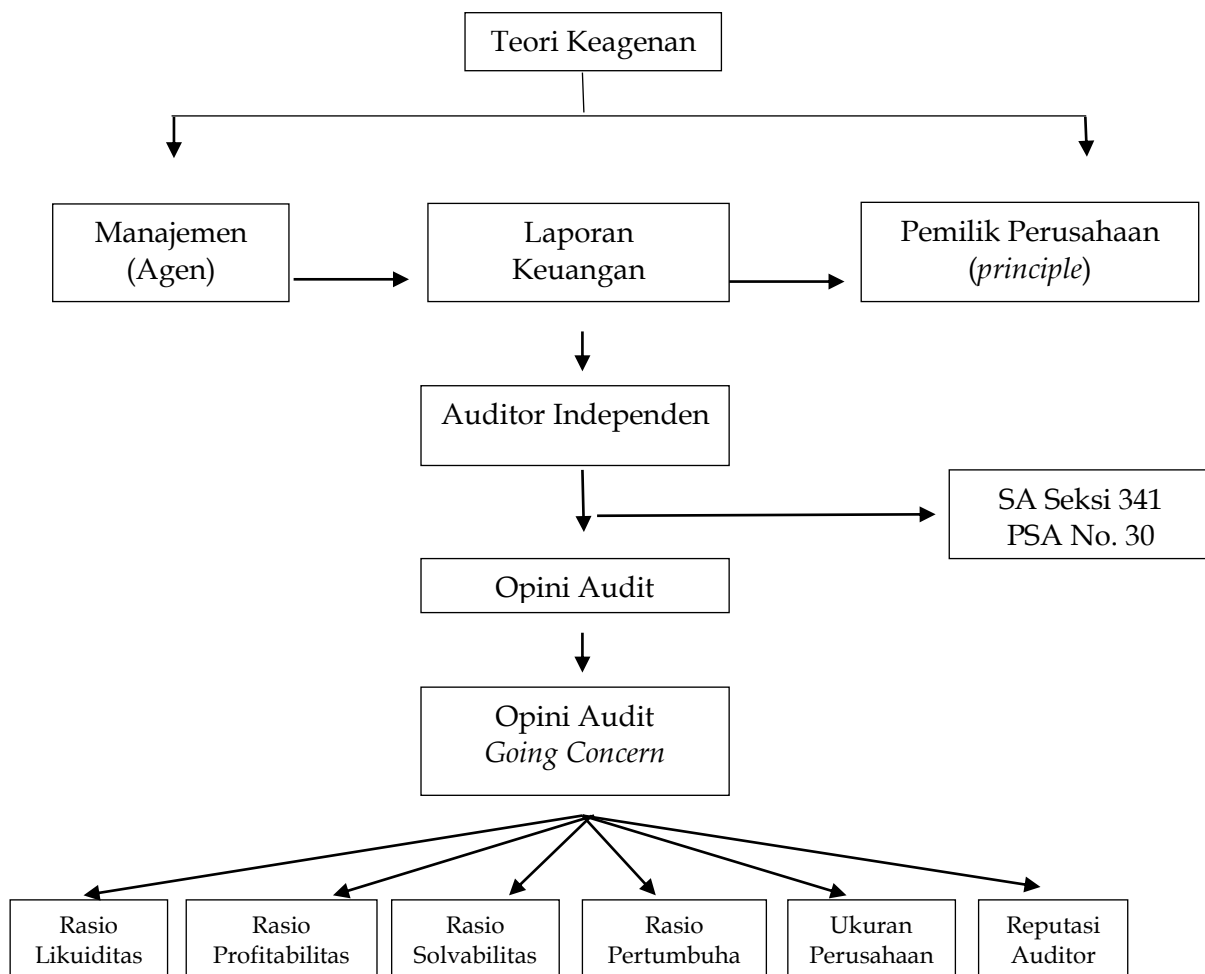 Teori Keagenan
Manajemen
(Agen)
Laporan
Keuangan
Pemilik Perusahaan
(principle)
Auditor Independen
SA Seksi 341
PSA No. 30
Opini Audit
Opini Audit
Going Concern
Rasio
Likuiditas
Rasio
Profitabilitas
Rasio
Solvabilitas
Rasio
Pertumbuha
Ukuran
Perusahaan
Reputasi
Auditor